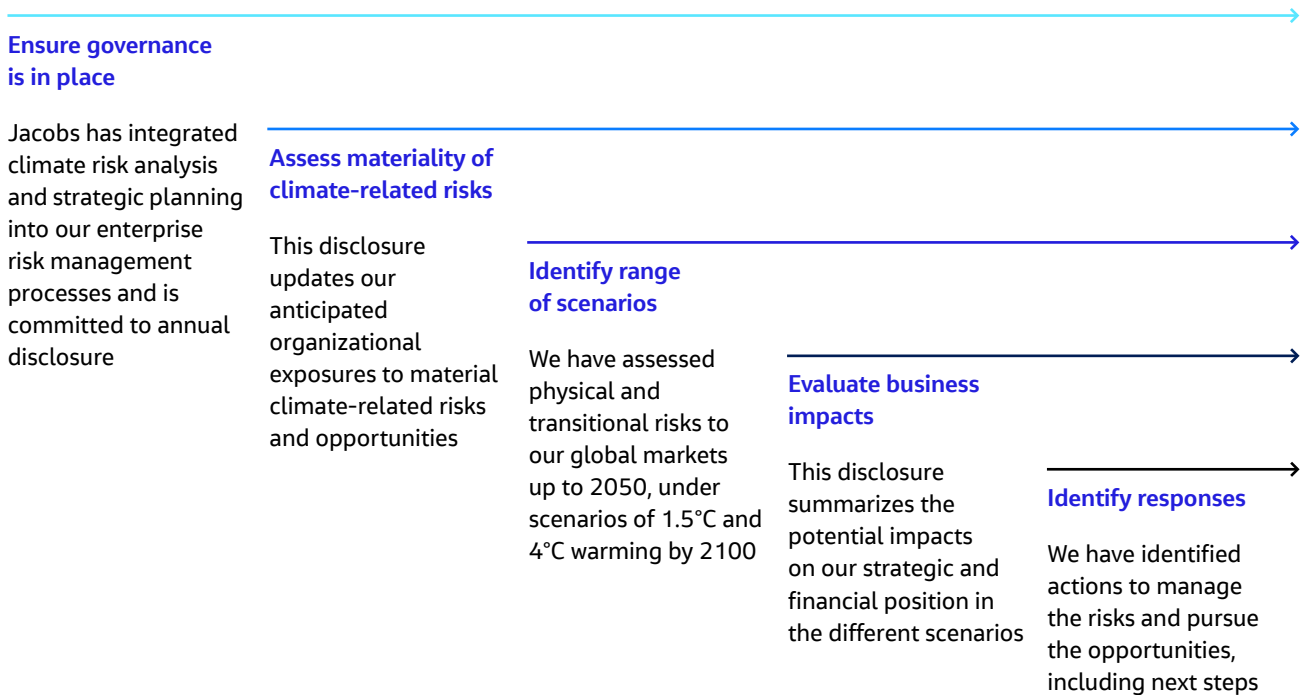 Ensure governance
is in place
Jacobs has integrated
climate risk analysis
and strategic planning
into our enterprise
risk management
processes and is
committed to annual
disclosure
Assess materiality of
climate-related risks
This disclosure
updates our
anticipated
organizational
exposures to material
climate-related risks
and opportunities
Identify range
of scenarios
We have assessed
physical and
transitional risks to
our global markets
up to 2050, under
scenarios of 1.5°C and
4°C warming by 2100
Evaluate business
impacts
This disclosure
summarizes the
potential impacts
on our strategic and
financial position in
the different scenarios
Identify responses
We have identified
actions to manage
the risks and pursue
the opportunities,
including next steps